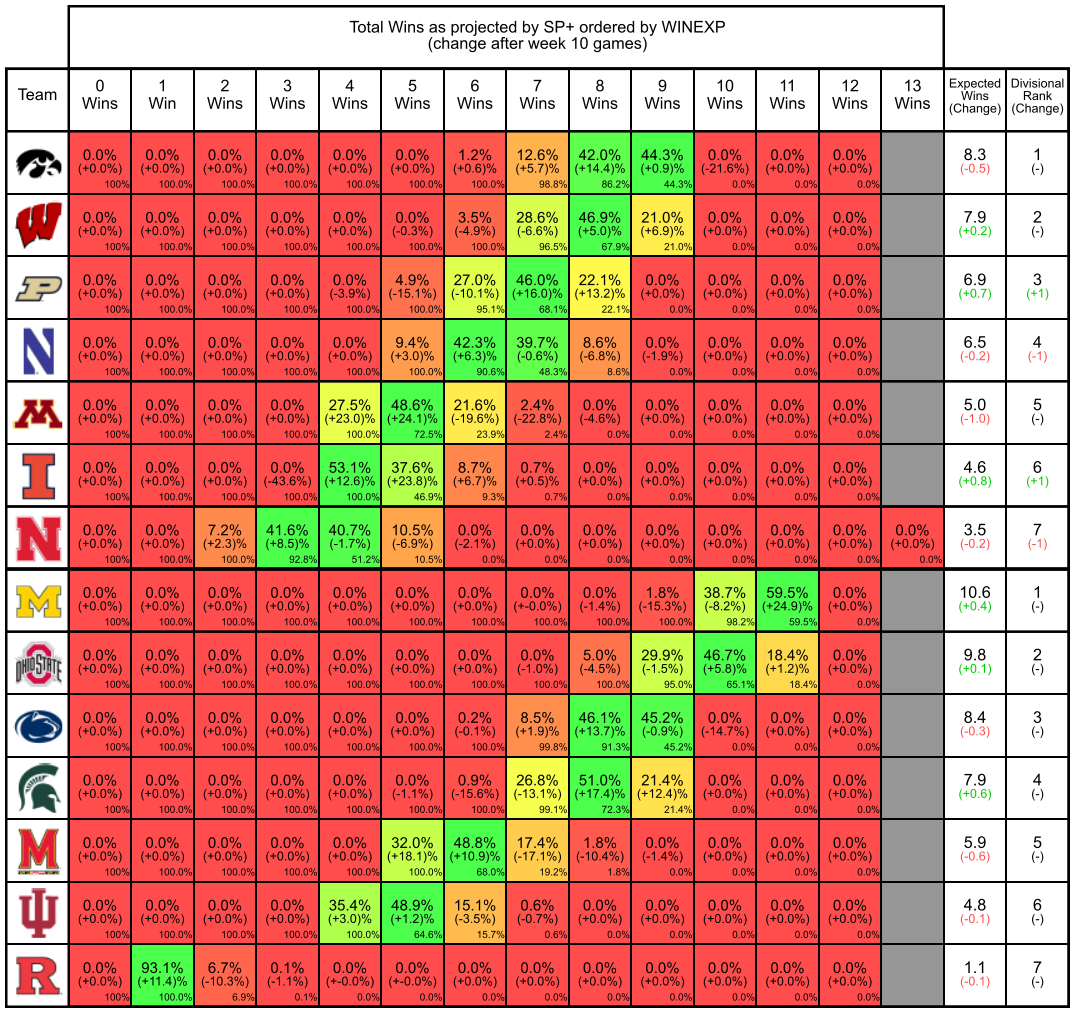 Total Wins as projected by SP+ ordered by WINEXP
(change after week 10 games)
Team 0 Wins 1 Win 2 Wins 3 Wins 4 Wins 5 Wins 6 Wins 7 Wins 8 Wins 9 Wins 10 Wins 11 Wins 12 Wins 13 Wins Expected Wins (Change) Divisional Rank (Change)
0.0% 0.0% 0.0% 0.0% 0.0% 0.0% 1.2% 12.6% 42.0% 44.3% 0.0% 0.0% 0.0% 8.3 1
(+0.0%) (+0.0%) (+0.0%) (+0.0%) (+0.0%) (+0.0%) (+0.6)% (+5.7)% (+14.4)% (+0.9)% (-21.6%) (+0.0%) (+0.0%) (-0.5) (-)
100% 100.0% 100.0% 100.0% 100.0% 100.0% 100.0% 98.8% 86.2% 44.3% 0.0% 0.0% 0.0%
W 0.0% 0.0% 0.0% 0.0% 0.0% 0.0% 3.5% 28.6% 46.9% 21.0% 0.0% 0.0% 0.0% 7.9 2
(+0.0%) (+0.0%) (+0.0%) (+0.0%) (+0.0%) (-0.3%) (-4.9%) (-6.6%) (+5.0)% (+6.9)% (+0.0%) (+0.0%) (+0.0%) (+0.2) (-)
100% 100.0% 100.0% 100.0% 100.0% 100.0% 100.0% 96.5% 67.9% 21.0% 0.0% 0.0% 0.0%
P 0.0% 0.0% 0.0% 0.0% 0.0% 4.9% 27.0% 46.0% 22.1% 0.0% 0.0% 0.0% 0.0% 6.9 3
(+0.0%) (+0.0%) (+0.0%) (+0.0%) (-3.9%) (-15.1%) (-10.1%) (+16.0)% (+13.2)% (+0.0%) (+0.0%) (+0.0%) (+0.0%) (+0.7) (+1)
100% 100.0% 100.0% 100.0% 100.0% 100.0% 95.1% 68.1% 22.1% 0.0% 0.0% 0.0% 0.0%
N 0.0% 0.0% 0.0% 0.0% 0.0% 9.4% 42.3% 39.7% 8.6% 0.0% 0.0% 0.0% 0.0% 6.5 4
(+0.0%) (+0.0%) (+0.0%) (+0.0%) (+0.0%) (+3.0)% (+6.3)% (-0.6%) (-6.8%) (-1.9%) (+0.0%) (+0.0%) (+0.0%) (-0.2) (-1)
100% 100.0% 100.0% 100.0% 100.0% 100.0% 90.6% 48.3% 8.6% 0.0% 0.0% 0.0% 0.0%
M 0.0% 0.0% 0.0% 0.0% 27.5% 48.6% 21.6% 2.4% 0.0% 0.0% 0.0% 0.0% 0.0% 5.0 5
(+0.0%) (+0.0%) (+0.0%) (+0.0%) (+23.0)% (+24.1)% (-19.6%) (-22.8%) (-4.6%) (+0.0%) (+0.0%) (+0.0%) (+0.0%) (-1.0) (-)
100% 100.0% 100.0% 100.0% 100.0% 72.5% 23.9% 2.4% 0.0% 0.0% 0.0% 0.0% 0.0%
I 0.0% 0.0% 0.0% 0.0% 53.1% 37.6% 8.7% 0.7% 0.0% 0.0% 0.0% 0.0% 0.0% 4.6 6
(+0.0%) (+0.0%) (+0.0%) (-43.6%) (+12.6)% (+23.8)% (+6.7)% (+0.5)% (+0.0%) (+0.0%) (+0.0%) (+0.0%) (+0.0%) (+0.8) (+1)
100% 100.0% 100.0% 100.0% 100.0% 46.9% 9.3% 0.7% 0.0% 0.0% 0.0% 0.0% 0.0%
N 0.0% 0.0% 7.2% 41.6% 40.7% 10.5% 0.0% 0.0% 0.0% 0.0% 0.0% 0.0% 0.0% 0.0% 3.5 7
(+0.0%) (+0.0%) (+2.3)% (+8.5)% (-1.7%) (-6.9%) (-2.1%) (+0.0%) (+0.0%) (+0.0%) (+0.0%) (+0.0%) (+0.0%) (+0.0%) (-0.2) (-1)
100% 100.0% 100.0% 92.8% 51.2% 10.5% 0.0% 0.0% 0.0% 0.0% 0.0% 0.0% 0.0% 0.0%
M 0.0% 0.0% 0.0% 0.0% 0.0% 0.0% 0.0% 0.0% 0.0% 1.8% 38.7% 59.5% 0.0% 10.6 1
(+0.0%) (+0.0%) (+0.0%) (+0.0%) (+0.0%) (+0.0%) (+0.0%) (+-0.0%) (-1.4%) (-15.3%) (-8.2%) (+24.9)% (+0.0%) (+0.4) (-)
100% 100.0% 100.0% 100.0% 100.0% 100.0% 100.0% 100.0% 100.0% 100.0% 98.2% 59.5% 0.0%
OHIO STATE 0.0% 0.0% 0.0% 0.0% 0.0% 0.0% 0.0% 0.0% 5.0% 29.9% 46.7% 18.4% 0.0% 9.8 2
(+0.0%) (+0.0%) (+0.0%) (+0.0%) (+0.0%) (+0.0%) (+0.0%) (-1.0%) (-4.5%) (-1.5%) (+5.8)% (+1.2)% (+0.0%) (+0.1) (-)
100% 100.0% 100.0% 100.0% 100.0% 100.0% 100.0% 100.0% 100.0% 95.0% 65.1% 18.4% 0.0%
0.0% 0.0% 0.0% 0.0% 0.0% 0.0% 0.2% 8.5% 46.1% 45.2% 0.0% 0.0% 0.0% 8.4 3
(+0.0%) (+0.0%) (+0.0%) (+0.0%) (+0.0%) (+0.0%) (-0.1%) (+1.9)% (+13.7)% (-0.9%) (-14.7%) (+0.0%) (+0.0%) (-0.3) (-)
100% 100.0% 100.0% 100.0% 100.0% 100.0% 100.0% 99.8% 91.3% 45.2% 0.0% 0.0% 0.0%
0.0% 0.0% 0.0% 0.0% 0.0% 0.0% 0.9% 26.8% 51.0% 21.4% 0.0% 0.0% 0.0% 7.9 4
(+0.0%) (+0.0%) (+0.0%) (+0.0%) (+0.0%) (-1.1%) (-15.6%) (-13.1%) (+17.4)% (+12.4)% (+0.0%) (+0.0%) (+0.0%) (+0.6) (-)
100% 100.0% 100.0% 100.0% 100.0% 100.0% 100.0% 99.1% 72.3% 21.4% 0.0% 0.0% 0.0%
M 0.0% 0.0% 0.0% 0.0% 0.0% 32.0% 48.8% 17.4% 1.8% 0.0% 0.0% 0.0% 0.0% 5.9 5
(+0.0%) (+0.0%) (+0.0%) (+0.0%) (+0.0%) (+18.1)% (+10.9)% (-17.1%) (-10.4%) (-1.4%) (+0.0%) (+0.0%) (+0.0%) (-0.6) (-)
100% 100.0% 100.0% 100.0% 100.0% 100.0% 68.0% 19.2% 1.8% 0.0% 0.0% 0.0% 0.0%
0.0% 0.0% 0.0% 0.0% 35.4% 48.9% 15.1% 0.6% 0.0% 0.0% 0.0% 0.0% 0.0% 4.8 6
(+0.0%) (+0.0%) (+0.0%) (+0.0%) (+3.0)% (+1.2)% (-3.5%) (-0.7%) (+0.0%) (+0.0%) (+0.0%) (+0.0%) (+0.0%) (-0.1) (-)
100% 100.0% 100.0% 100.0% 100.0% 64.6% 15.7% 0.6% 0.0% 0.0% 0.0% 0.0% 0.0%
R 0.0% 93.1% 6.7% 0.1% 0.0% 0.0% 0.0% 0.0% 0.0% 0.0% 0.0% 0.0% 0.0% 1.1 7
(+0.0%) (+11.4)% (-10.3%) (-1.1%) (+-0.0%) (+-0.0%) (+0.0%) (+0.0%) (+0.0%) (+0.0%) (+0.0%) (+0.0%) (+0.0%) (-0.1) (-)
100% 100.0% 6.9% 0.1% 0.0% 0.0% 0.0% 0.0% 0.0% 0.0% 0.0% 0.0% 0.0%